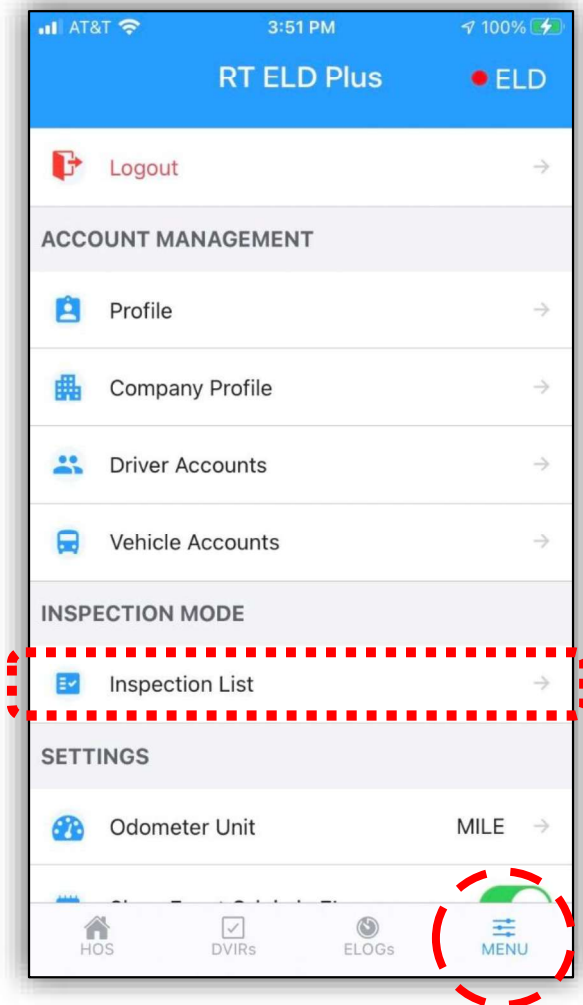 AT&T 3:51 PM 100%
RT ELD Plus ELD
Logout
ACCOUNT MANAGEMENT
Profile
Company Profile
Driver Accounts
Vehicle Accounts
INSPECTION MODE
Inspection List
SETTINGS
Odometer Unit MILE
HOS DVIRs ELOGs MENU